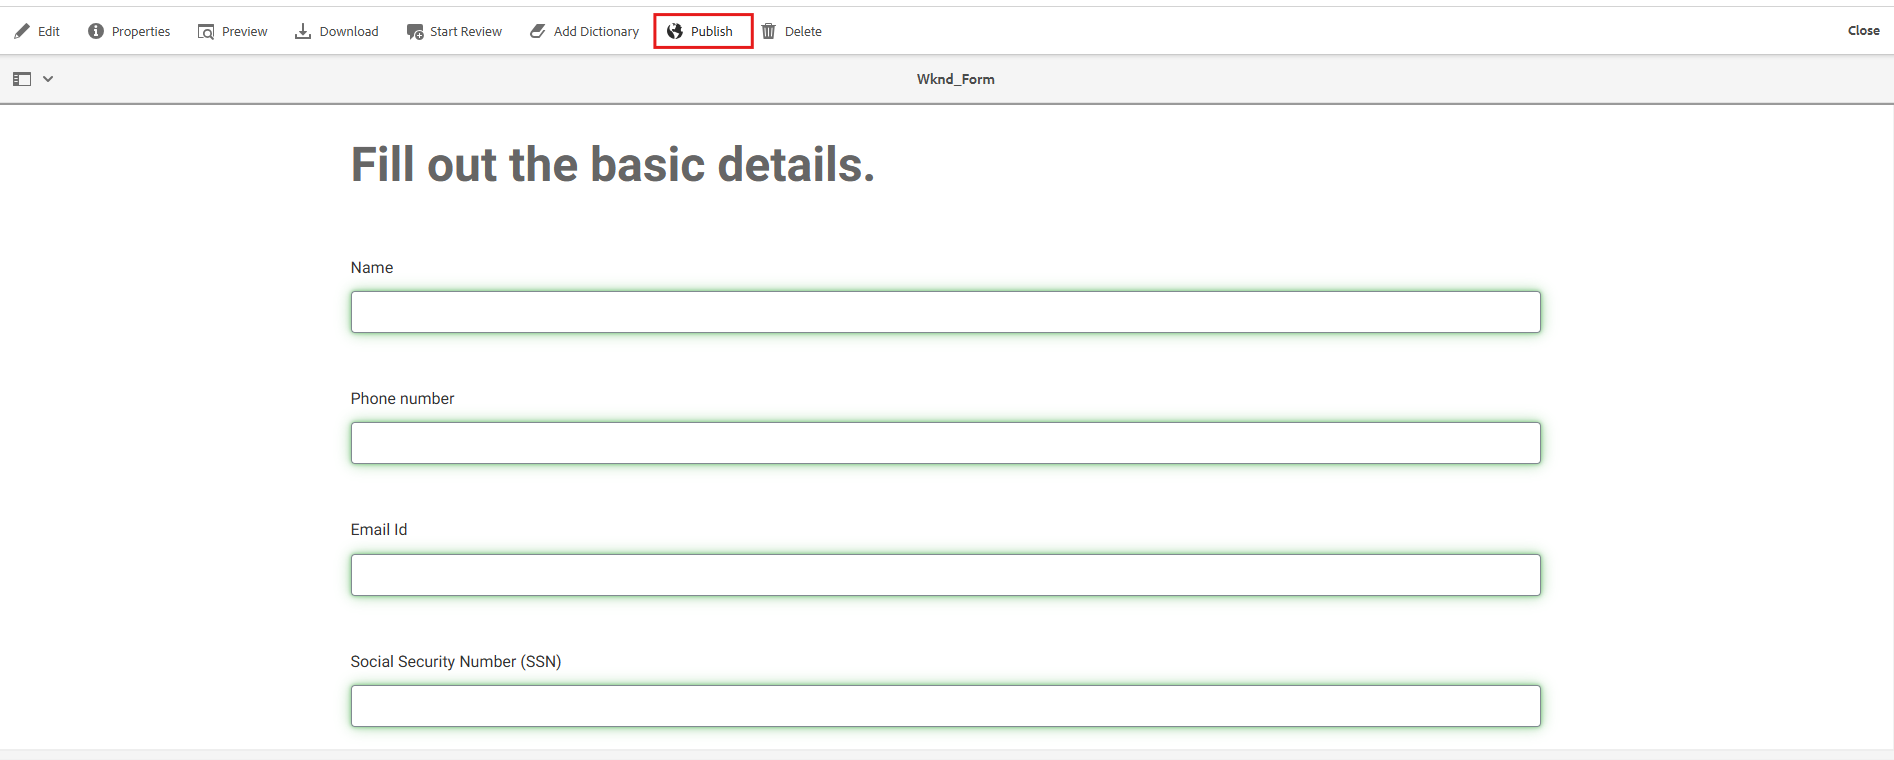 Edit Properties Preview Download Start Review Add Dictionary Publish Delete Close
Wknd_Form
Fill out the basic details.
Name
Phone number
Email Id
Social Security Number (SSN)